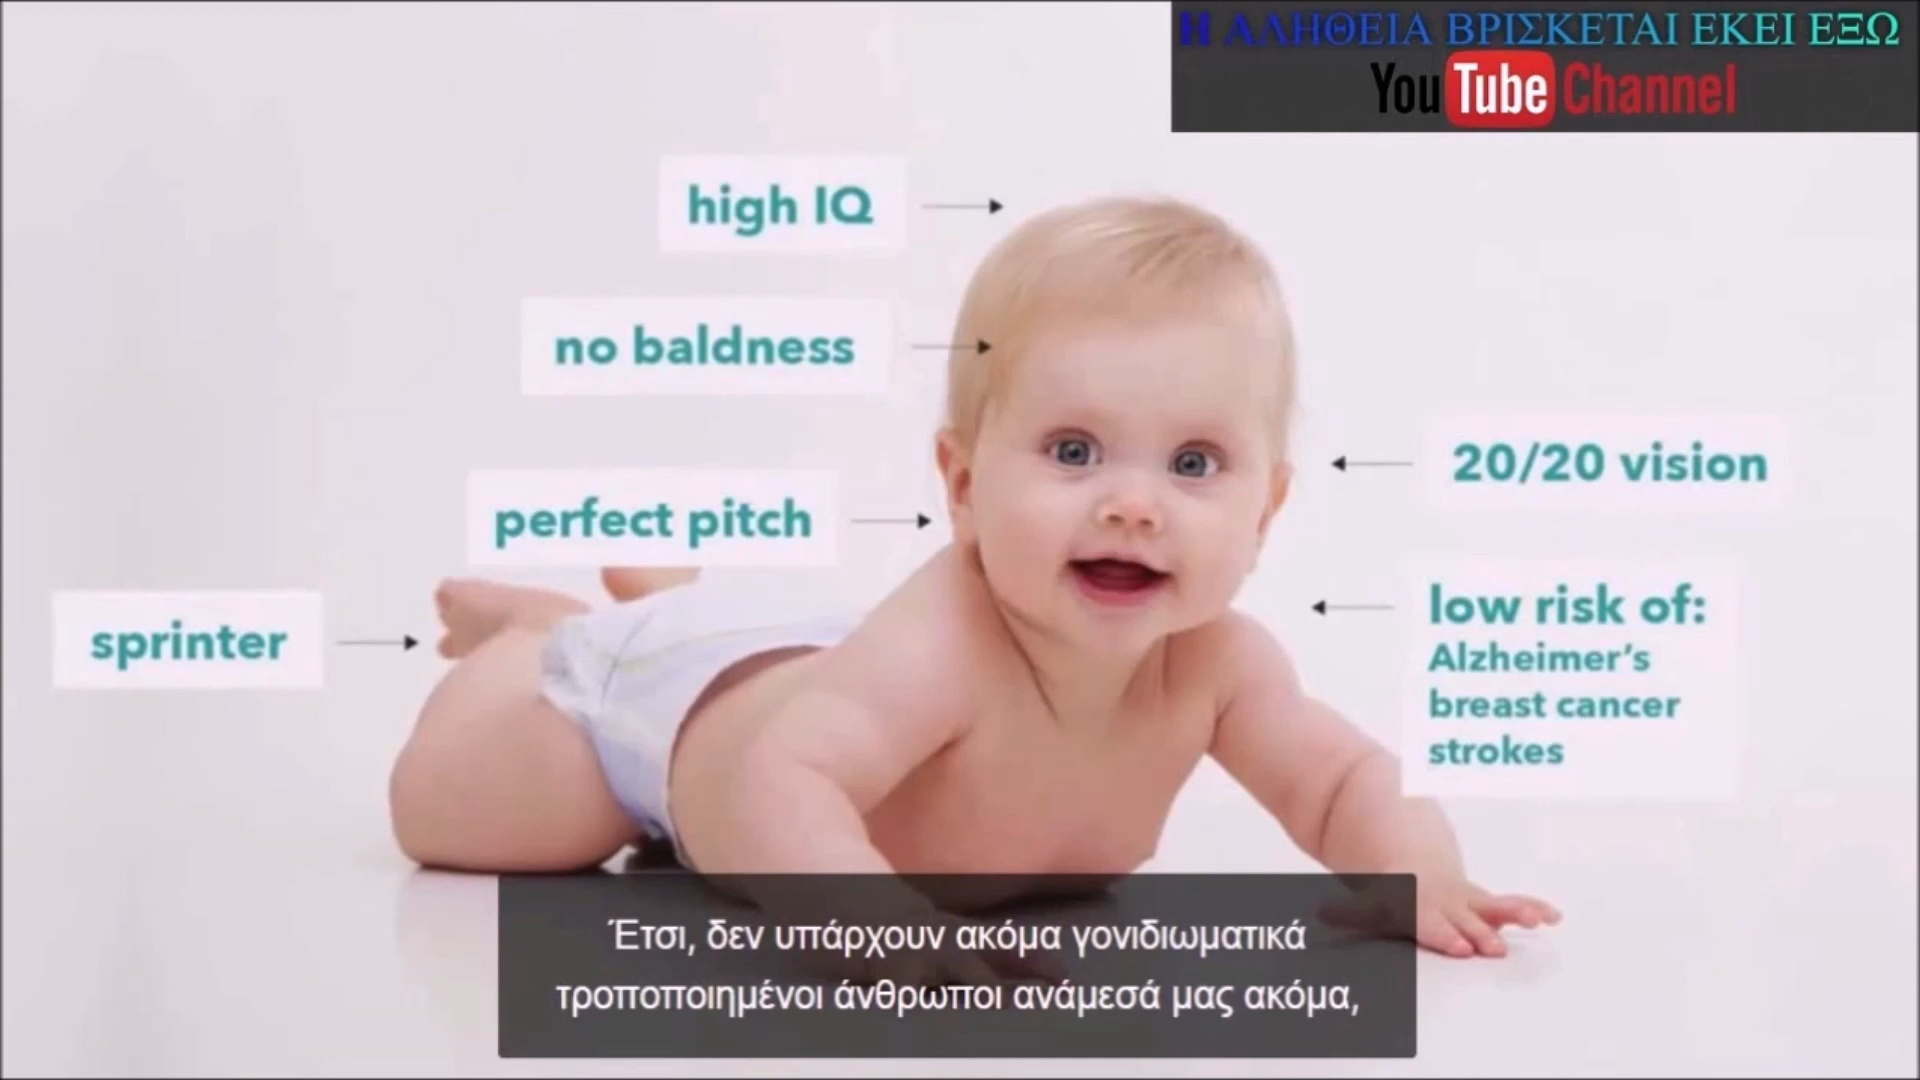 Η ΑΛΗΘΕΙΑ ΒΡΙΣΚΕΤΑΙ ΕΚΕΙ ΕΞΩ
YouTube Channel
high IQ
no baldness
perfect pitch
sprinter
20/20 vision
low risk of:
Alzheimer's
breast cancer
strokes
Έτσι, δεν υπάρχουν ακόμα γονιδιωματικά
τροποποιημένοι άνθρωποι ανάμεσά μας ακόμα,